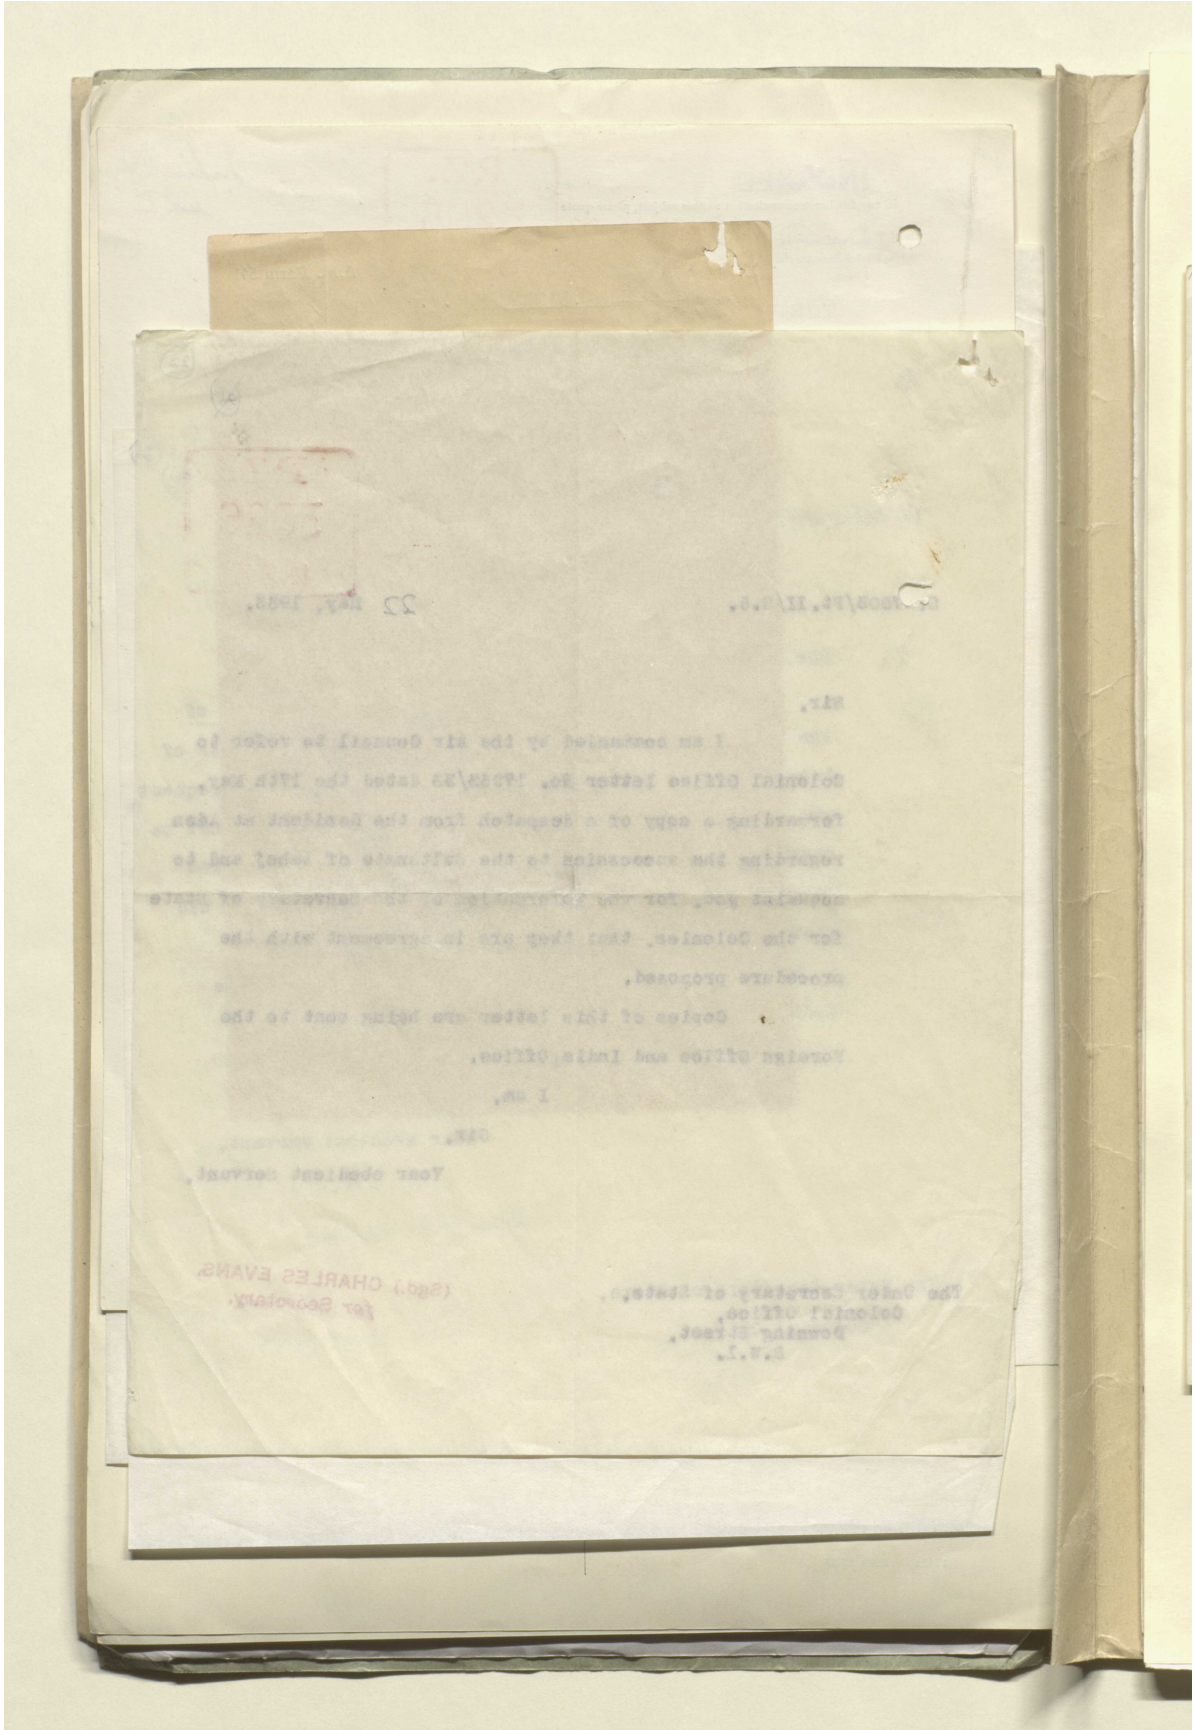 22 May, 1933.
Sir,
I am commanded by the Air Council to refer to
Colonial Office letter No. 17943/33 dated the 17th May,
forwarding a copy of a despatch from the Resident at Aden
regarding the succession to the Sultanate of Lahej and to
acquaint you, for the information of the Secretary of State
for the Colonies, that they are in agreement with the
procedure proposed.
Copies of this letter are being sent to the
Foreign Office and India Office.
I am,
Sir,
Your obedient Servant,
(Sgd.) CHARLES EVANS.
for Secretary.
The Under Secretary of State,
Colonial Office,
Downing Street,
S.W.1.